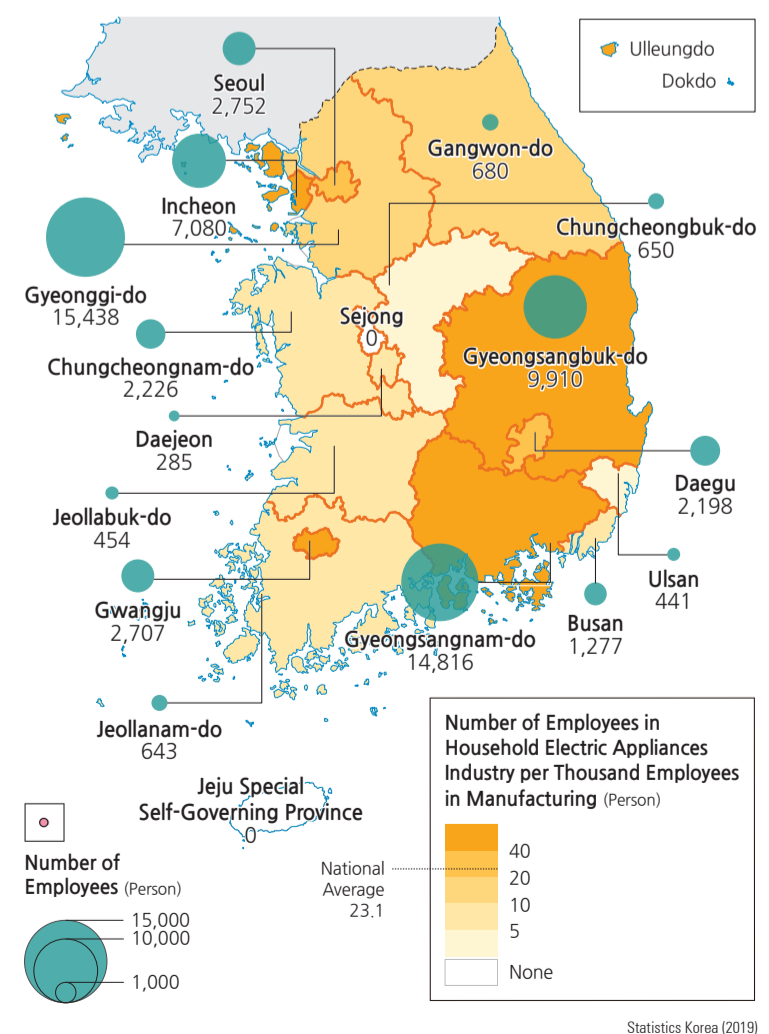 Ulleungdo
Dokdo
Seoul
2,752
Gangwon-do
680
Incheon
7,080
Chungcheongbuk-do
650
Gyeonggi-do
15,438
Sejong
0
Gyeongsangbuk-do
9,910
Chungcheongnam-do
2,226
Daejeon
285
Daegu
2,198
Jeollabuk-do
454
Ulsan
441
Gwangju
2,707
Busan
1,277
Gyeongsangnam-do
14,816
Jeollanam-do
643
Jeju Special
Self-Governing Province
0
Number of Employees in
Household Electric Appliances
Industry per Thousand Employees
in Manufacturing (Person)
40
20
10
5
None
National
Average
23.1
Number of
Employees (Person)
15,000
10,000
1,000
Statistics Korea (2019)